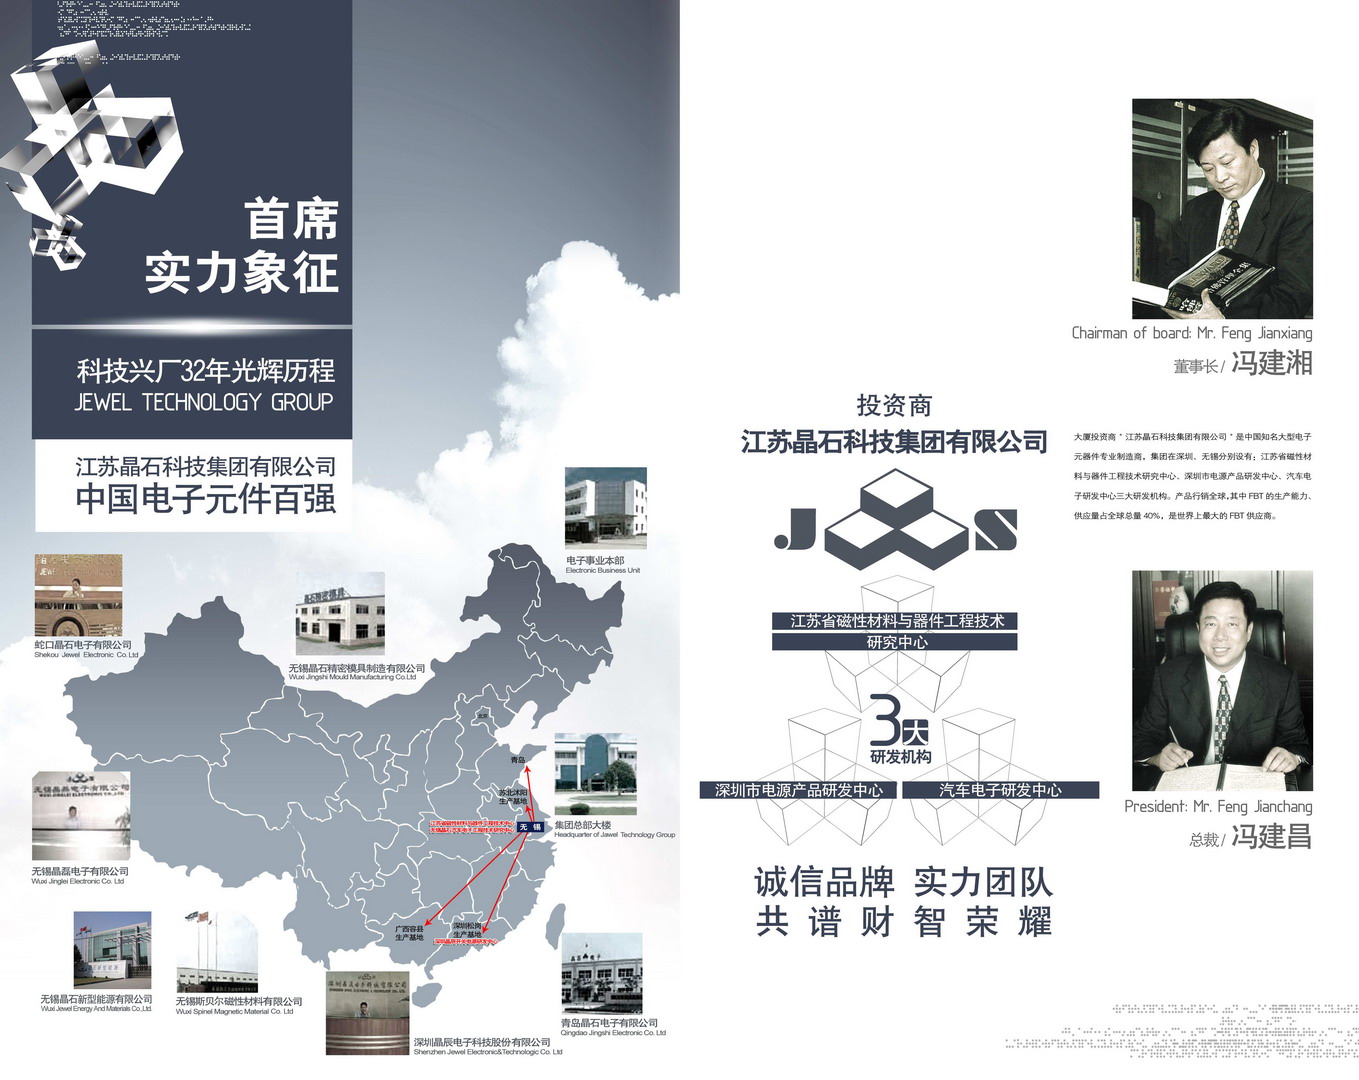 首席
实力象征
科技兴厂32年光辉历程
JEWEL TECHNOLOGY GROUP
江苏晶石科技集团有限公司
中国电子元件百强
电子事业本部
Electronic Business Unit
蛇口晶石电子有限公司
Shekou Jewel Electronic Co.Ltd
无锡晶石精密模具制造有限公司
Wuxi Jingshi Mould Manufacturing Co.Ltd
北京
青岛
苏北沭阳
生产基地
江苏省磁性材料与器件工程技术中心
无锡
集团总部大楼
Headquarter of Jawel Technology Group
无锡晶磊电子有限公司
Wuxi Jinglei Electronic Co.Ltd
广西容县
生产基地
深圳松岗
生产基地
无锡晶石新型能源有限公司
Wuxi Jewel Energy And Materials Co.,Ltd.
无锡斯贝尔磁性材料有限公司
Wuxi Spinel Magnetic Material Co. Ltd
深圳晶辰电子科技股份有限公司
Shenzhen Jewel Electronic&Technologic Co. Ltd
青岛晶石电子有限公司
Qingdao Jingshi Electronic Co. Ltd
投资商
江苏晶石科技集团有限公司
J S
江苏省磁性材料与器件工程技术
研究中心
3大
研发机构
深圳市电源产品研发中心
汽车电子研发中心
诚信品牌 实力团队
共谱财智荣耀
Chairman of board: Mr. Feng Jianxiang
董事长/ 冯建湘
大厦投资商“江苏晶石科技集团有限公司”是中国知名大型电子
元器件专业制造商，集团在深圳、无锡分别设有：江苏省磁性材
料与器件工程技术研究中心、深圳市电源产品研发中心、汽车电
子研发中心三大研发机构。产品行销全球,其中FBT的生产能力、
供应量占全球总量40%，是世界上最大的FBT供应商。
President: Mr. Feng Jianchang
总裁/ 冯建昌